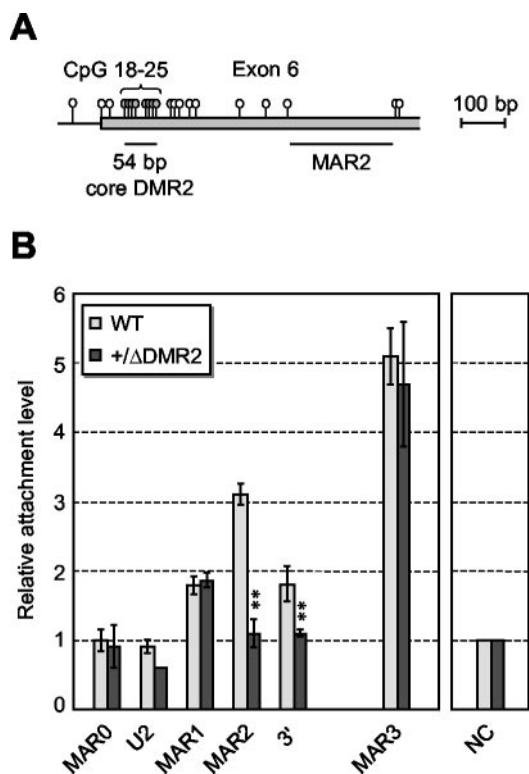 A
CpG 18-25
Exon 6
100 bp
54 bp
core DMR2
MAR2
B
6
5
4
3
2
1
0
Relative attachment level
WT
+/ΔDMR2
**
**
MAR0
U2
MAR1
MAR2
3'
MAR3
NC